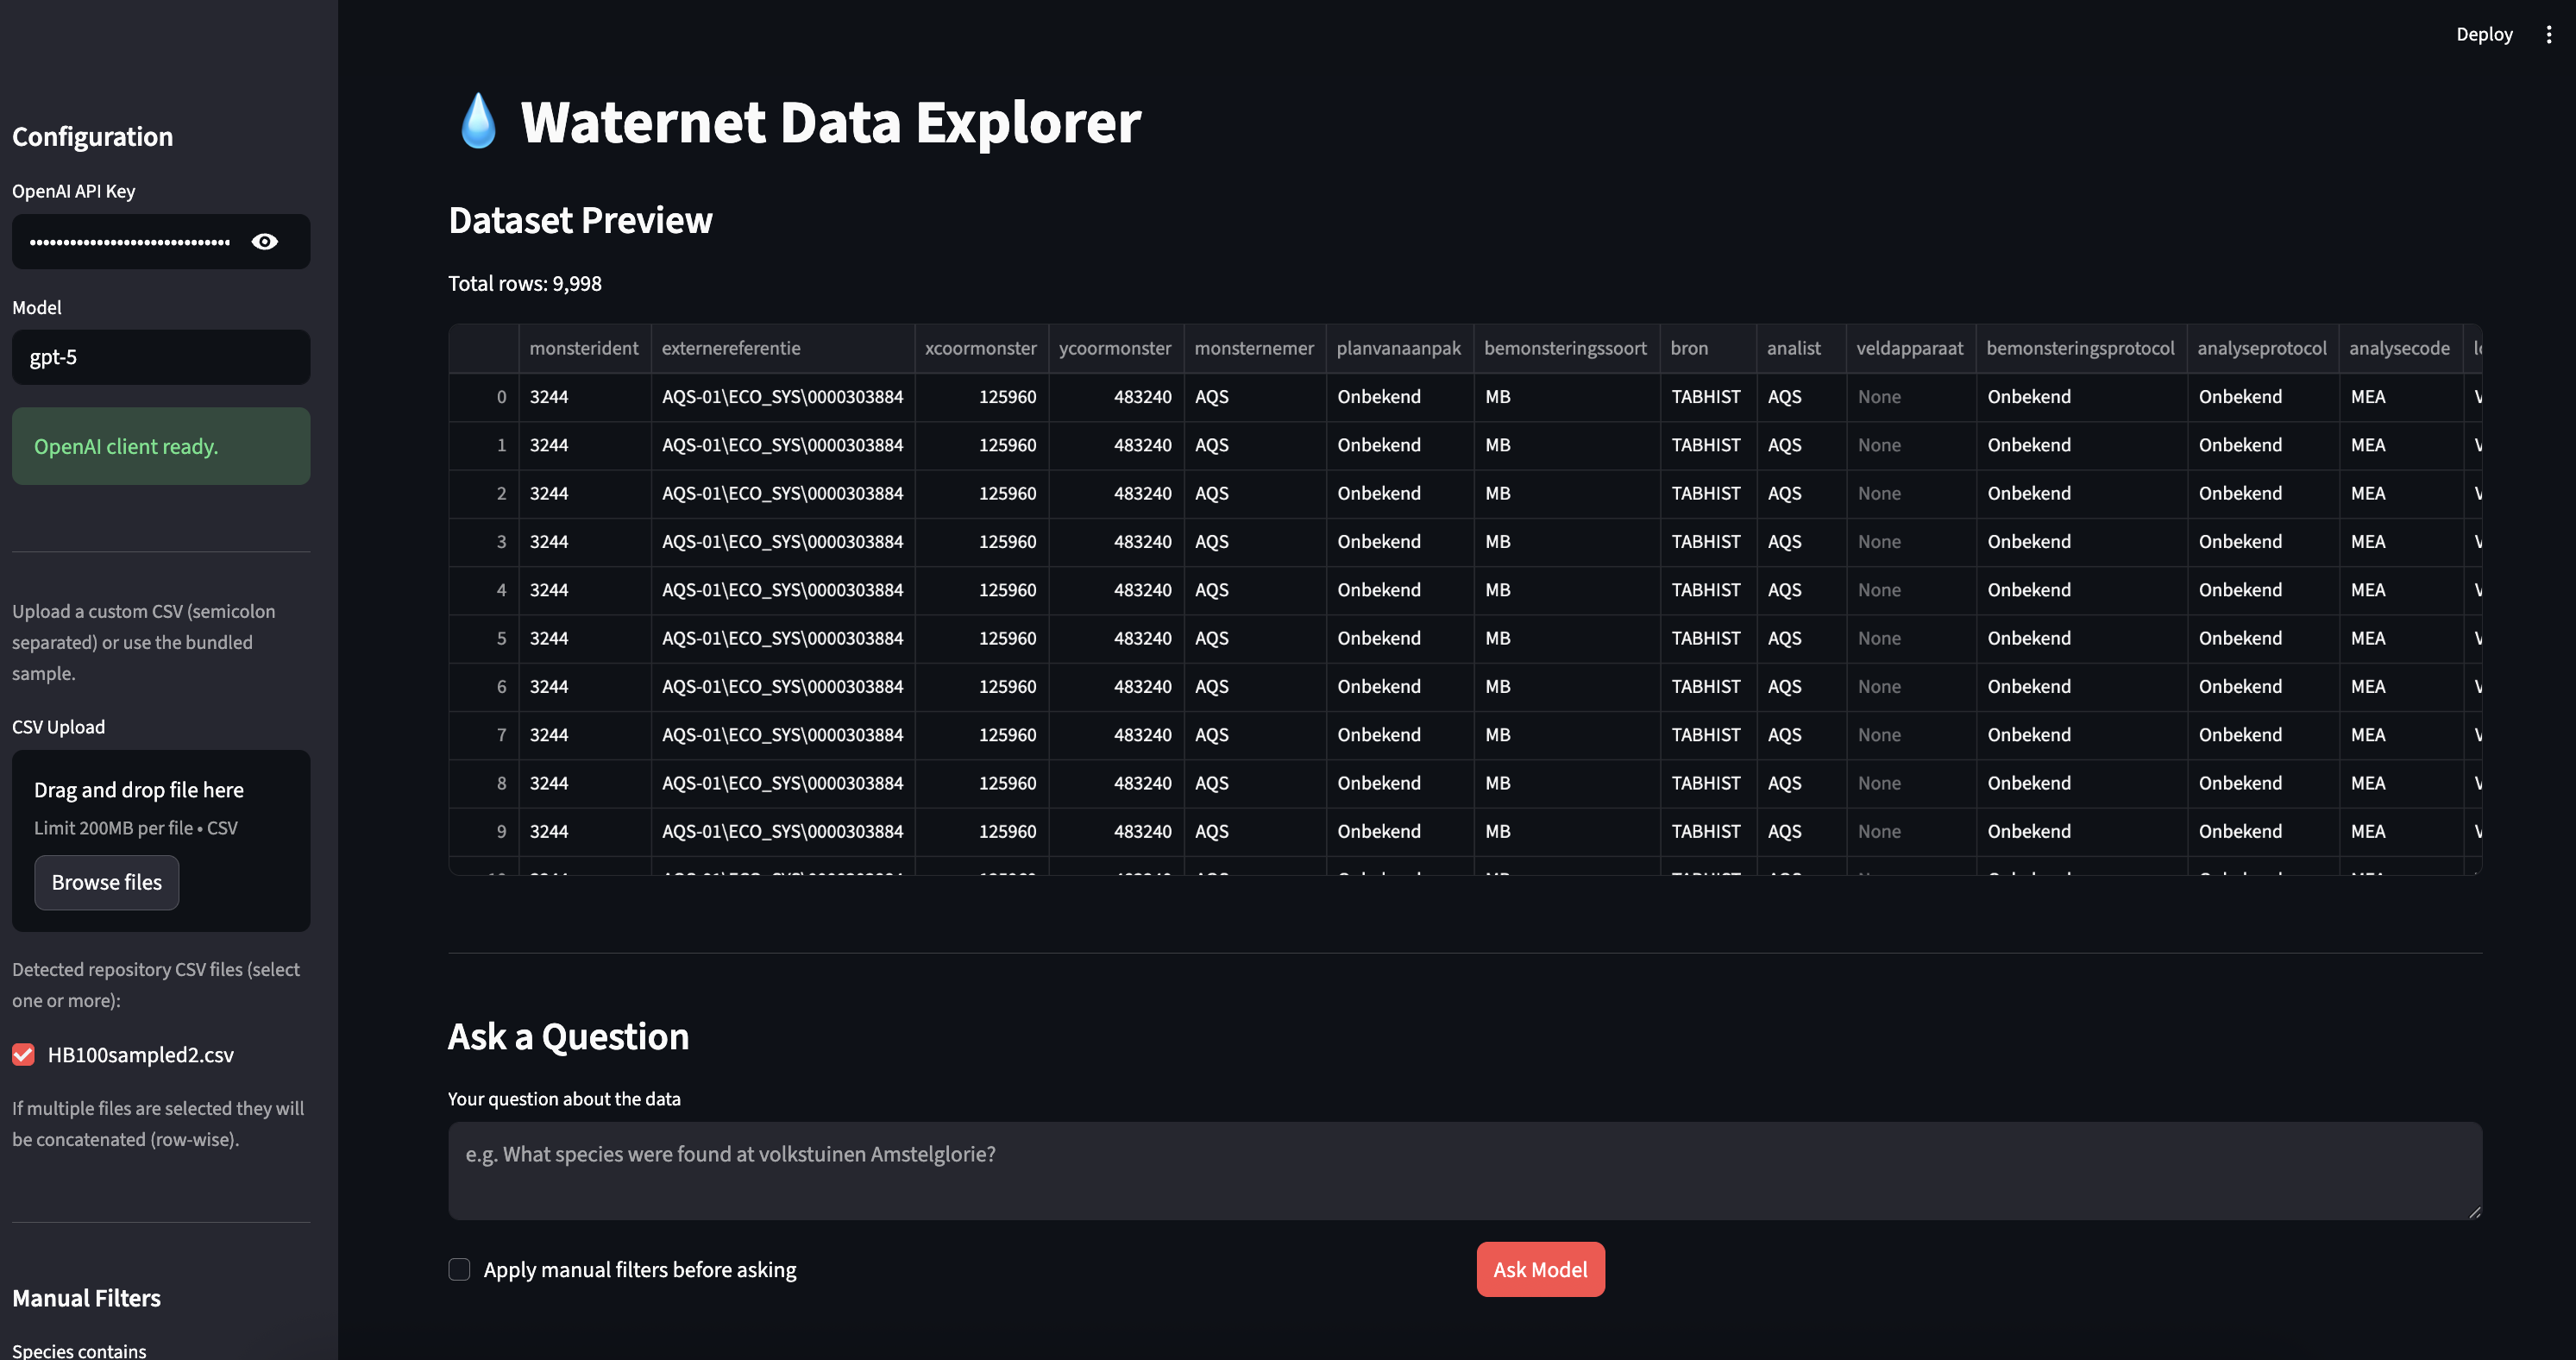 Deploy
Configuration
OpenAI API Key
••••••••••••••••••••••••••••••
Model
gpt-5
OpenAI client ready.
Upload a custom CSV (semicolon
separated) or use the bundled
sample.
CSV Upload
Drag and drop file here
Limit 200MB per file • CSV
Browse files
Detected repository CSV files (select
one or more):
HB100sampled2.csv
If multiple files are selected they will
be concatenated (row-wise).
Manual Filters
Species contains
💧 Waternet Data Explorer
Dataset Preview
Total rows: 9,998
monsterident externereferentie xcoormonster ycoormonster monsternemer planvanaanpak bemonsteringssoort bron analist veldapparaat bemonsteringsprotocol analyseprotocol analysecode
0 3244 AQS-01\ECO_SYS\0000303884 125960 483240 AQS Onbekend MB TABHIST AQS None Onbekend Onbekend MEA
1 3244 AQS-01\ECO_SYS\0000303884 125960 483240 AQS Onbekend MB TABHIST AQS None Onbekend Onbekend MEA
2 3244 AQS-01\ECO_SYS\0000303884 125960 483240 AQS Onbekend MB TABHIST AQS None Onbekend Onbekend MEA
3 3244 AQS-01\ECO_SYS\0000303884 125960 483240 AQS Onbekend MB TABHIST AQS None Onbekend Onbekend MEA
4 3244 AQS-01\ECO_SYS\0000303884 125960 483240 AQS Onbekend MB TABHIST AQS None Onbekend Onbekend MEA
5 3244 AQS-01\ECO_SYS\0000303884 125960 483240 AQS Onbekend MB TABHIST AQS None Onbekend Onbekend MEA
6 3244 AQS-01\ECO_SYS\0000303884 125960 483240 AQS Onbekend MB TABHIST AQS None Onbekend Onbekend MEA
7 3244 AQS-01\ECO_SYS\0000303884 125960 483240 AQS Onbekend MB TABHIST AQS None Onbekend Onbekend MEA
8 3244 AQS-01\ECO_SYS\0000303884 125960 483240 AQS Onbekend MB TABHIST AQS None Onbekend Onbekend MEA
9 3244 AQS-01\ECO_SYS\0000303884 125960 483240 AQS Onbekend MB TABHIST AQS None Onbekend Onbekend MEA
Ask a Question
Your question about the data
e.g. What species were found at volkstuinen Amstelglorie?
Apply manual filters before asking
Ask Model